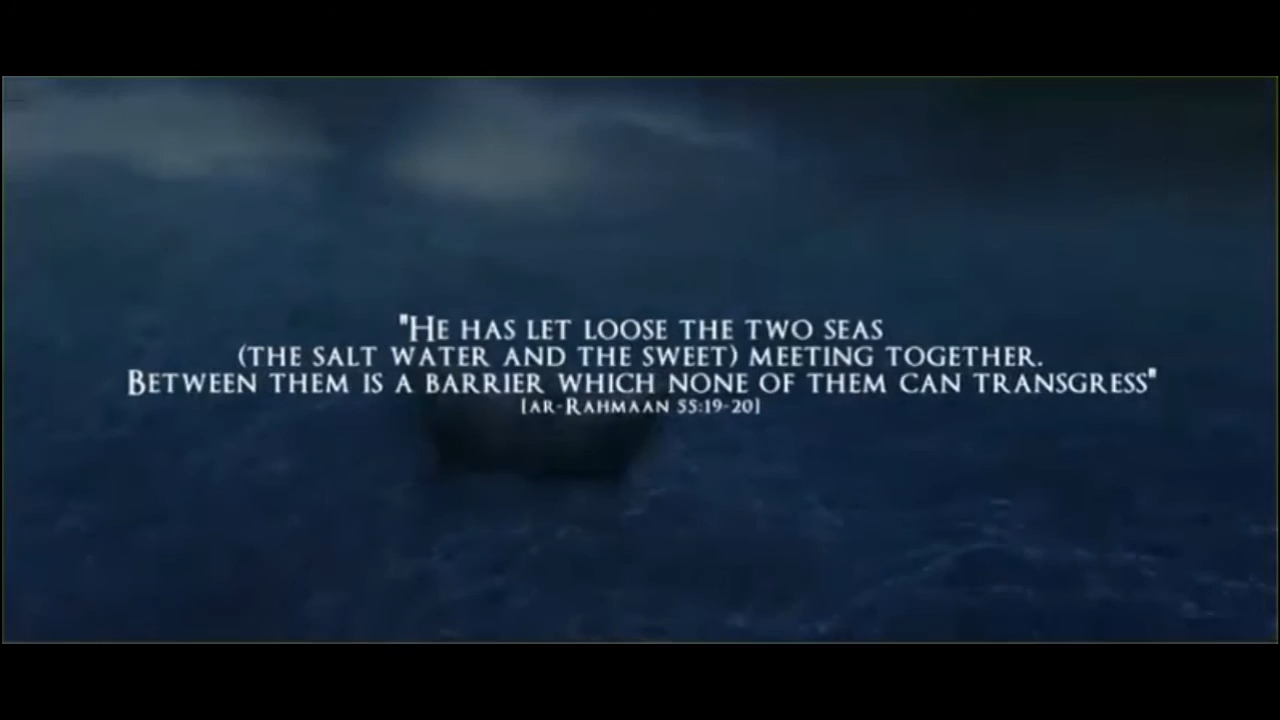 "He has let loose the two seas
(the salt water and the sweet) meeting together.
Between them is a barrier which none of them can transgress"
[ar-Rahmaan 55:19-20]